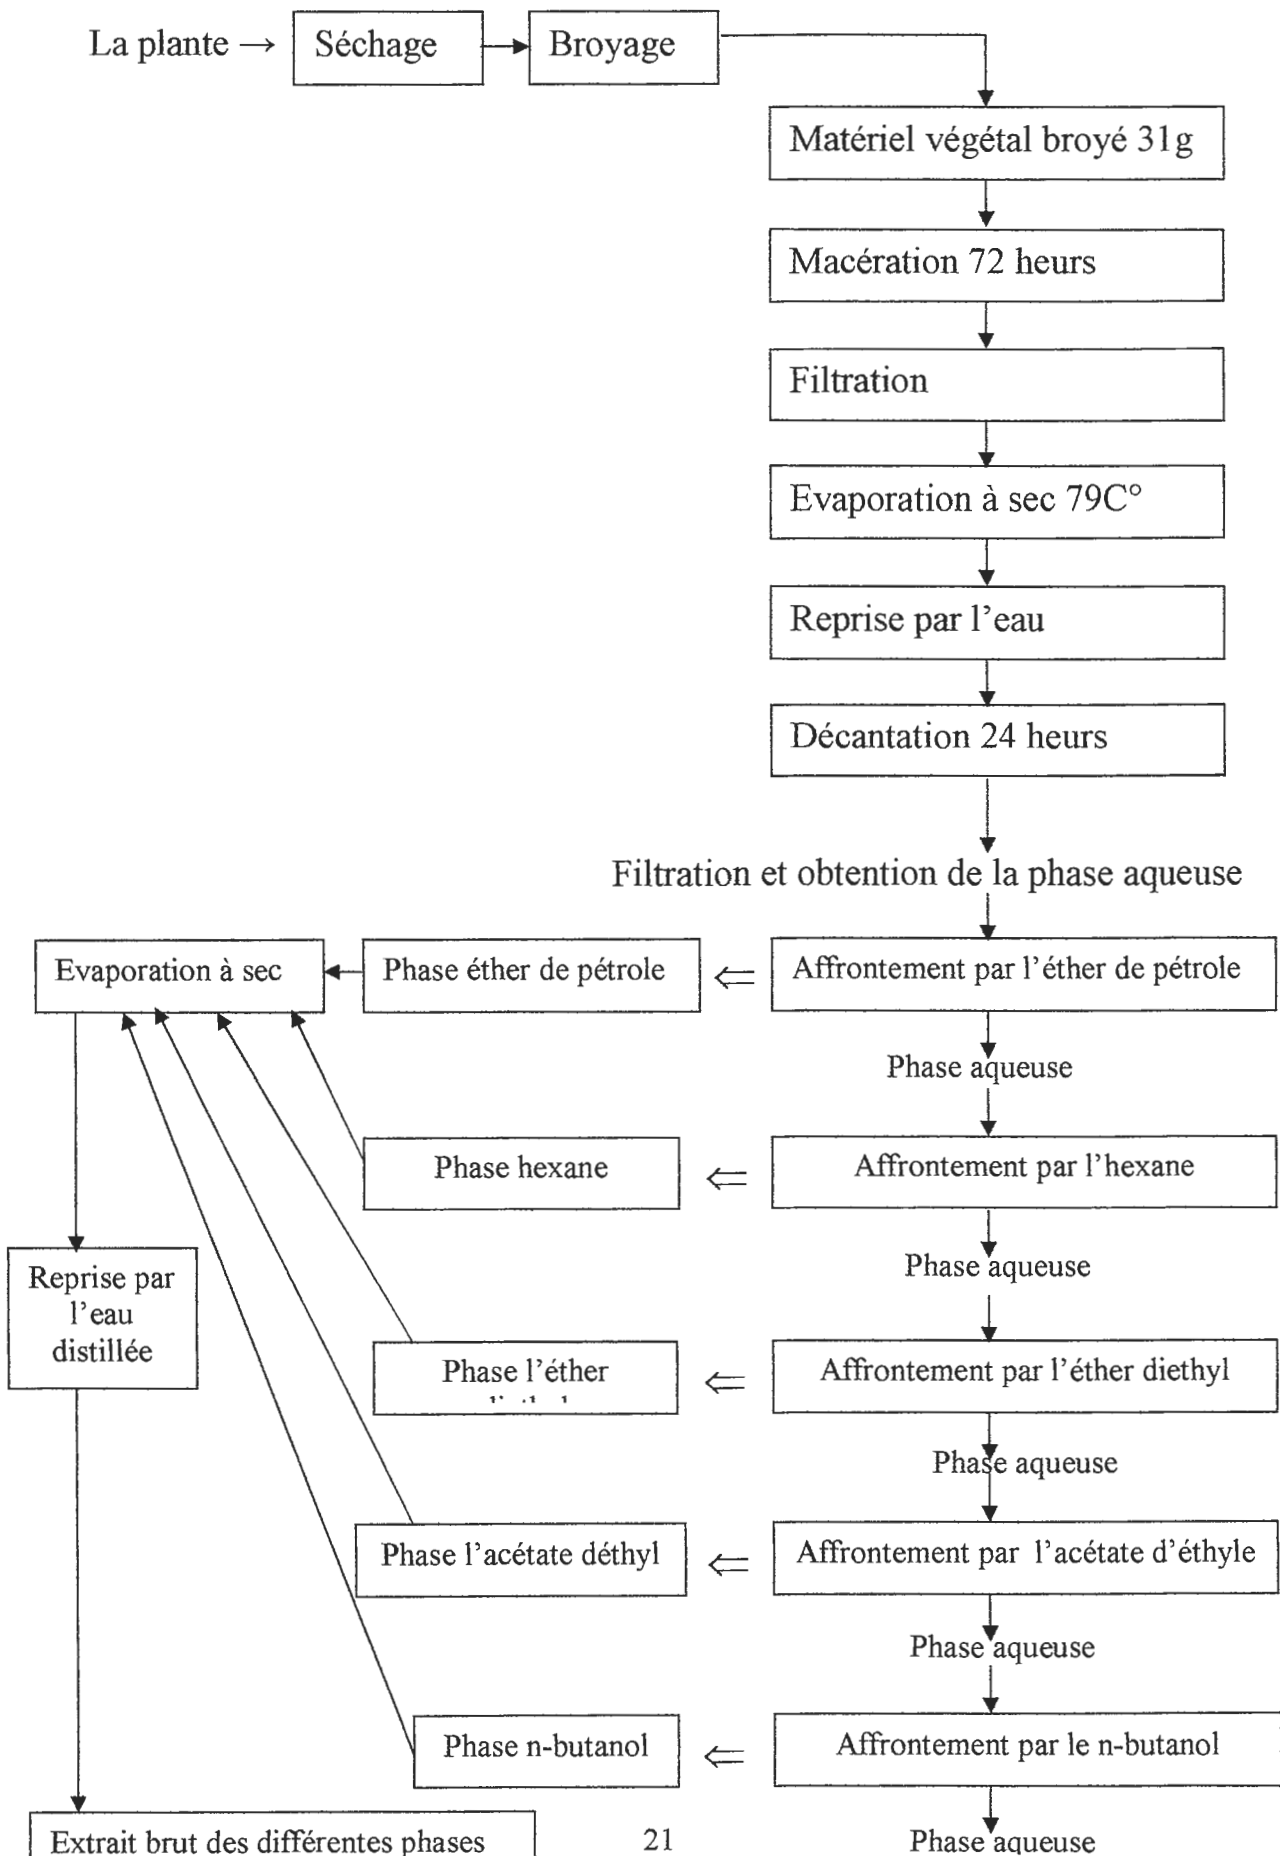 La plante → Séchage Broyage
Matériel végétal broyé 31g
Macération 72 heurs
Filtration
Evaporation à sec 79C°
Reprise par l'eau
Décantation 24 heurs
Filtration et obtention de la phase aqueuse
Evaporation à sec Phase éther de pétrole ⇐ Affrontement par l'éther de pétrole
Phase aqueuse
Phase hexane ⇐ Affrontement par l'hexane
Phase aqueuse
Reprise par
l'eau
distillée
Phase l'éther ⇐ Affrontement par l'éther diethyl
Phase aqueuse
Phase l'acétate déthyl ⇐ Affrontement par l'acétate d'éthyle
Phase aqueuse
Phase n-butanol ⇐ Affrontement par le n-butanol
Extrait brut des différentes phases
21
Phase aqueuse